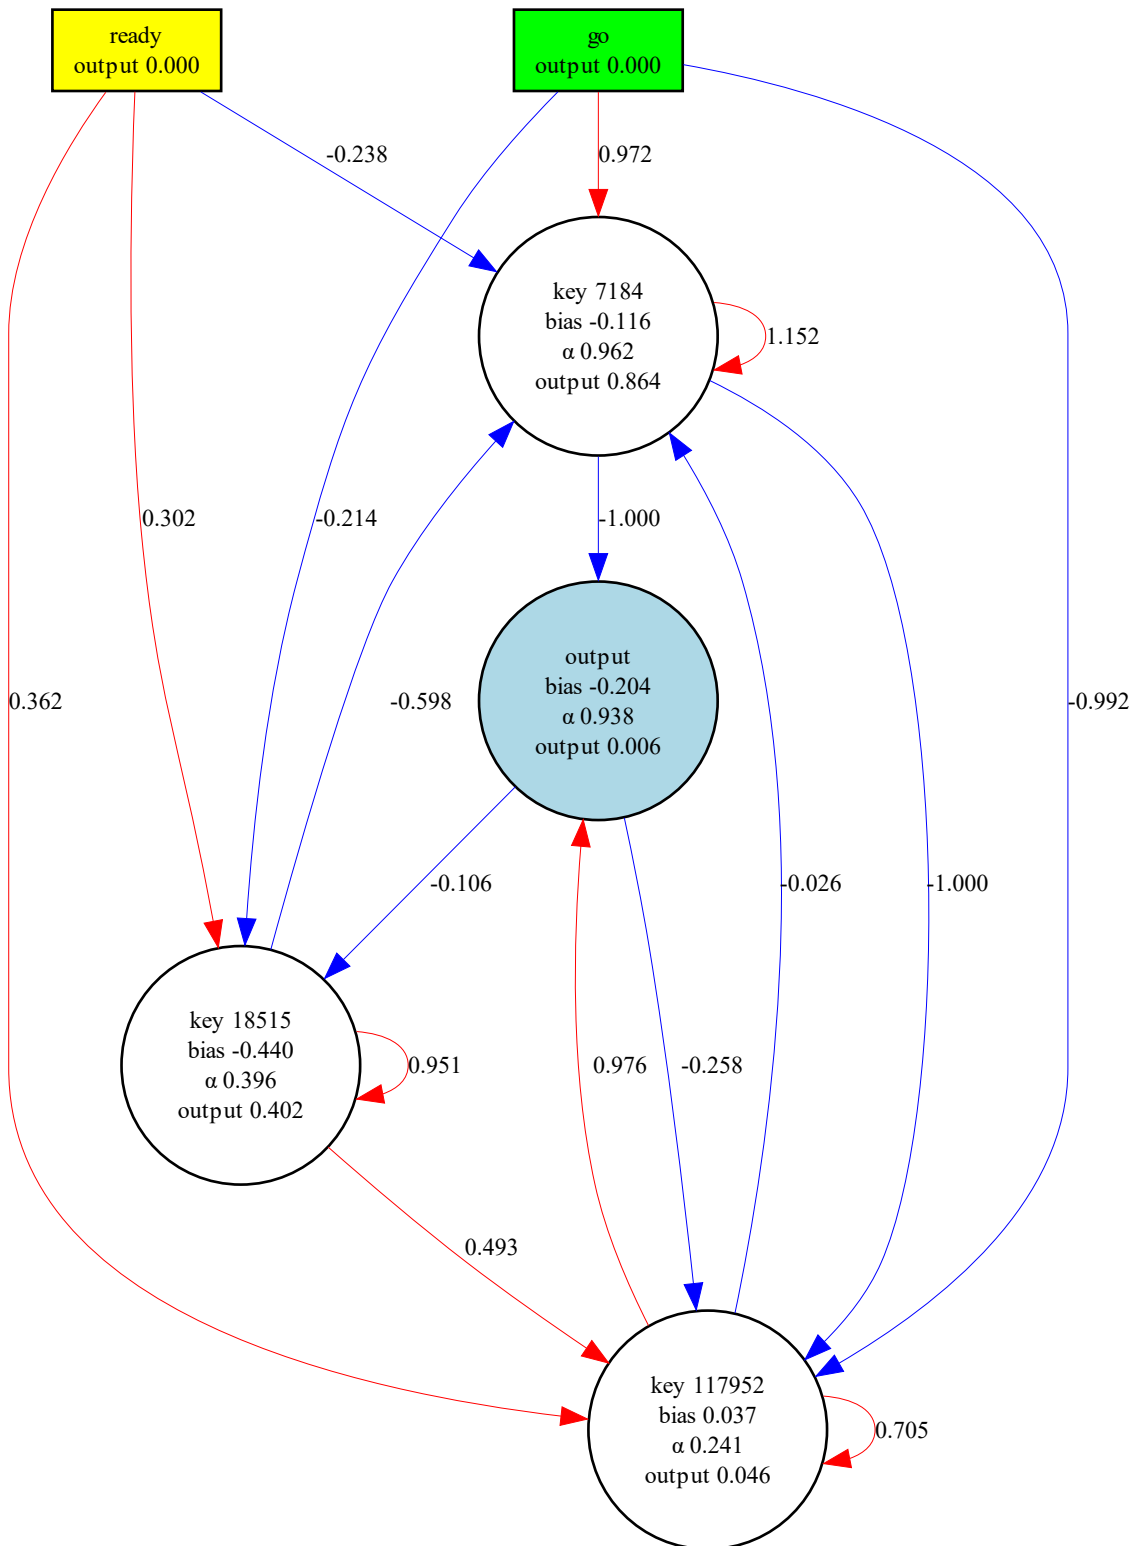 ready
output 0.000
go
output 0.000
-0.238
0.972
key 7184
bias -0.116
α 0.962
output 0.864
1.152
0.302
-0.214
-1.000
output
bias -0.204
α 0.938
output 0.006
0.362
-0.598
-0.992
-0.106
-0.026
-1.000
key 18515
bias -0.440
α 0.396
output 0.402
0.951
0.976
-0.258
0.493
key 117952
bias 0.037
α 0.241
output 0.046
0.705